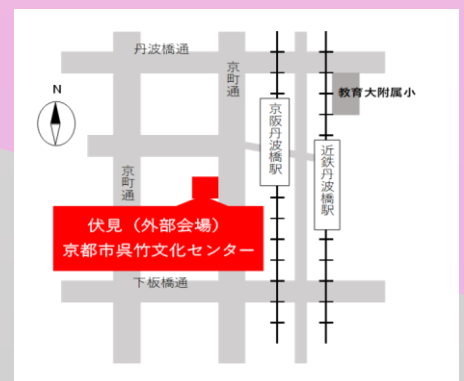 丹波橋通
京町通
N
京阪丹波橋駅
教育大附属小
近鉄丹波橋駅
京町通
伏見（外部会場）
京都市呉竹文化センター
下板橋通